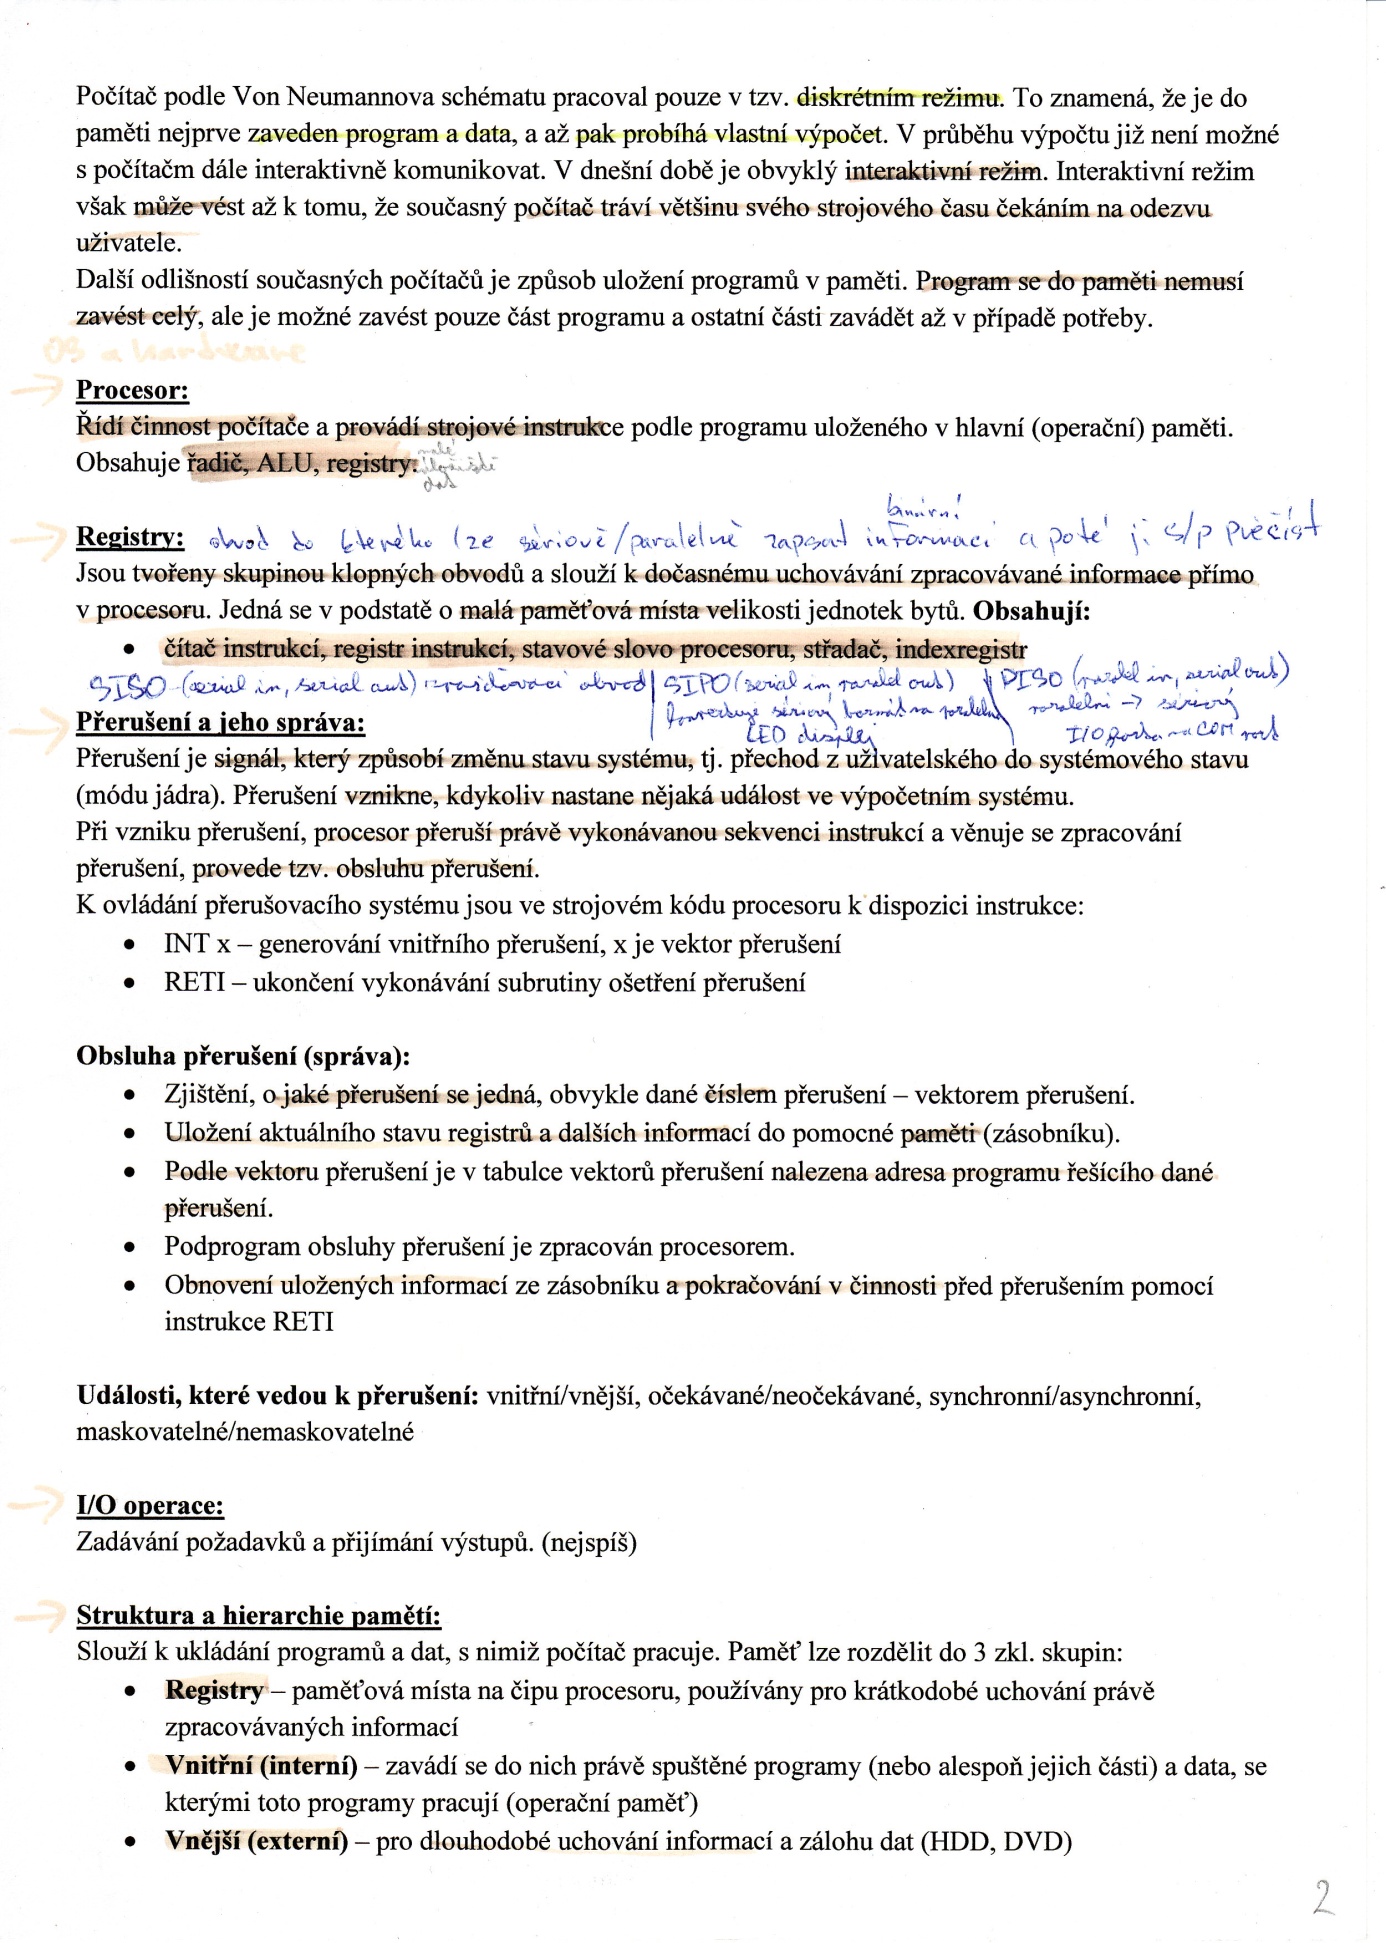 Počítač podle Von Neumannova schématu pracoval pouze v tzv. diskrétním režimu. To znamená, že je do
paměti nejprve zaveden program a data, a až pak probíhá vlastní výpočet. V průběhu výpočtu již není možné
s počítačm dále interaktivně komunikovat. V dnešní době je obvyklý interaktivní režim. Interaktivní režim
však může vést až k tomu, že současný počítač tráví většinu svého strojového času čekáním na odezvu
uživatele.
Další odlišností současných počítačů je způsob uložení programů v paměti. Program se do paměti nemusí
zavést celý, ale je možné zavést pouze část programu a ostatní části zavádět až v případě potřeby.
OS a hardware
Procesor:
Řídí činnost počítače a provádí strojové instrukce podle programu uloženého v hlavní (operační) paměti.
Obsahuje řadič, ALU, registry.
malé
dat
binární
Registry: obvod do kterého lze sériově/paralelně zapsat informaci a poté ji s/p přečíst
Jsou tvořeny skupinou klopných obvodů a slouží k dočasnému uchovávání zpracovávané informace přímo
v procesoru. Jedná se v podstatě o malá paměťová místa velikosti jednotek bytů. Obsahují:
• čítač instrukcí, registr instrukcí, stavové slovo procesoru, střadač, indexregistr
SISO (serial in, serial out) zpožďovací obvod | SIPO (serial in, paralel out) | PISO (paralel in, serial out)
konvertuje sériový formát na paralelní paralelní → sériový
LED displej I/O portu na COM port
Přerušení a jeho správa:
Přerušení je signál, který způsobí změnu stavu systému, tj. přechod z uživatelského do systémového stavu
(módu jádra). Přerušení vznikne, kdykoliv nastane nějaká událost ve výpočetním systému.
Při vzniku přerušení, procesor přeruší právě vykonávanou sekvenci instrukcí a věnuje se zpracování
přerušení, provede tzv. obsluhu přerušení.
K ovládání přerušovacího systému jsou ve strojovém kódu procesoru k dispozici instrukce:
• INT x – generování vnitřního přerušení, x je vektor přerušení
• RETI – ukončení vykonávání subrutiny ošetření přerušení
Obsluha přerušení (správa):
• Zjištění, o jaké přerušení se jedná, obvykle dané číslem přerušení – vektorem přerušení.
• Uložení aktuálního stavu registrů a dalších informací do pomocné paměti (zásobníku).
• Podle vektoru přerušení je v tabulce vektorů přerušení nalezena adresa programu řešícího dané
přerušení.
• Podprogram obsluhy přerušení je zpracován procesorem.
• Obnovení uložených informací ze zásobníku a pokračování v činnosti před přerušením pomocí
instrukce RETI
Události, které vedou k přerušení: vnitřní/vnější, očekávané/neočekávané, synchronní/asynchronní,
maskovatelné/nemaskovatelné
I/O operace:
Zadávání požadavků a přijímání výstupů. (nejspíš)
Struktura a hierarchie pamětí:
Slouží k ukládání programů a dat, s nimiž počítač pracuje. Paměť lze rozdělit do 3 zkl. skupin:
• Registry – paměťová místa na čipu procesoru, používány pro krátkodobé uchování právě
zpracovávaných informací
• Vnitřní (interní) – zavádí se do nich právě spuštěné programy (nebo alespoň jejich části) a data, se
kterými toto programy pracují (operační paměť)
• Vnější (externí) – pro dlouhodobé uchování informací a zálohu dat (HDD, DVD)
2